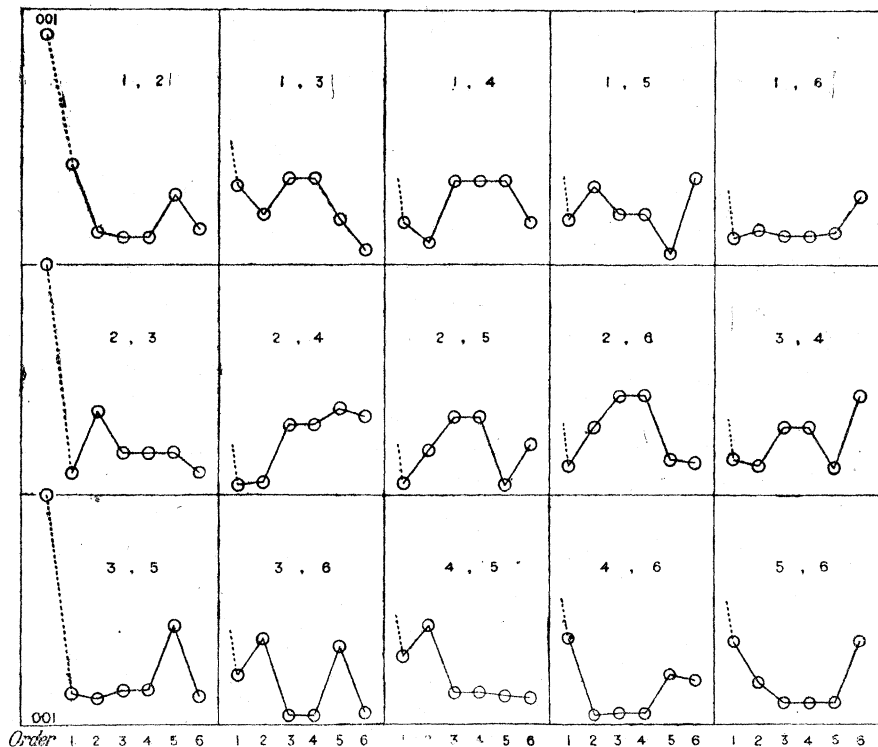 001
1 , 2 1 , 3 1 , 4 1 , 5 1 , 6
2 , 3 2 , 4 2 , 5 2 , 6 3 , 4
3 , 5 3 , 6 4 , 5 4 , 6 5 , 6
001
Order 1 2 3 4 5 6 1 2 3 4 5 6 1 2 3 4 5 6 1 2 3 4 5 6 1 2 3 4 5 6